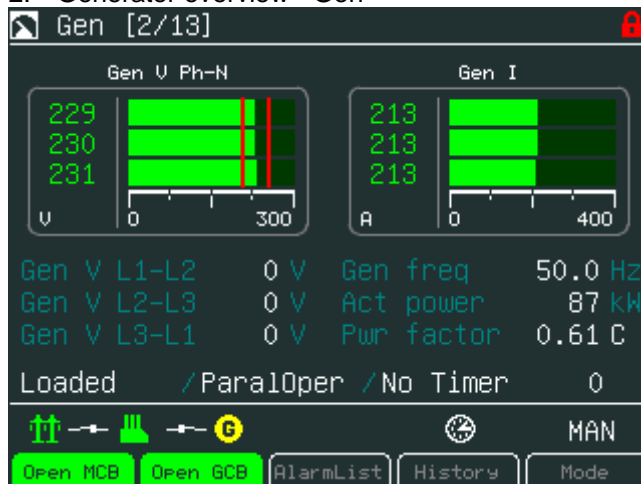 2. Generator overview - Gen
Gen [2/13]
Gen V Ph-N Gen I
229 213
230 213
231 213
V 0 300 A 0 400
Gen V L1-L2 0 V Gen freq 50.0 Hz
Gen V L2-L3 0 V Act power 87 kW
Gen V L3-L1 0 V Pwr factor 0.61 C
Loaded /ParalOper /No Timer 0
G MAN
Open MCB Open GCB AlarmList History Mode